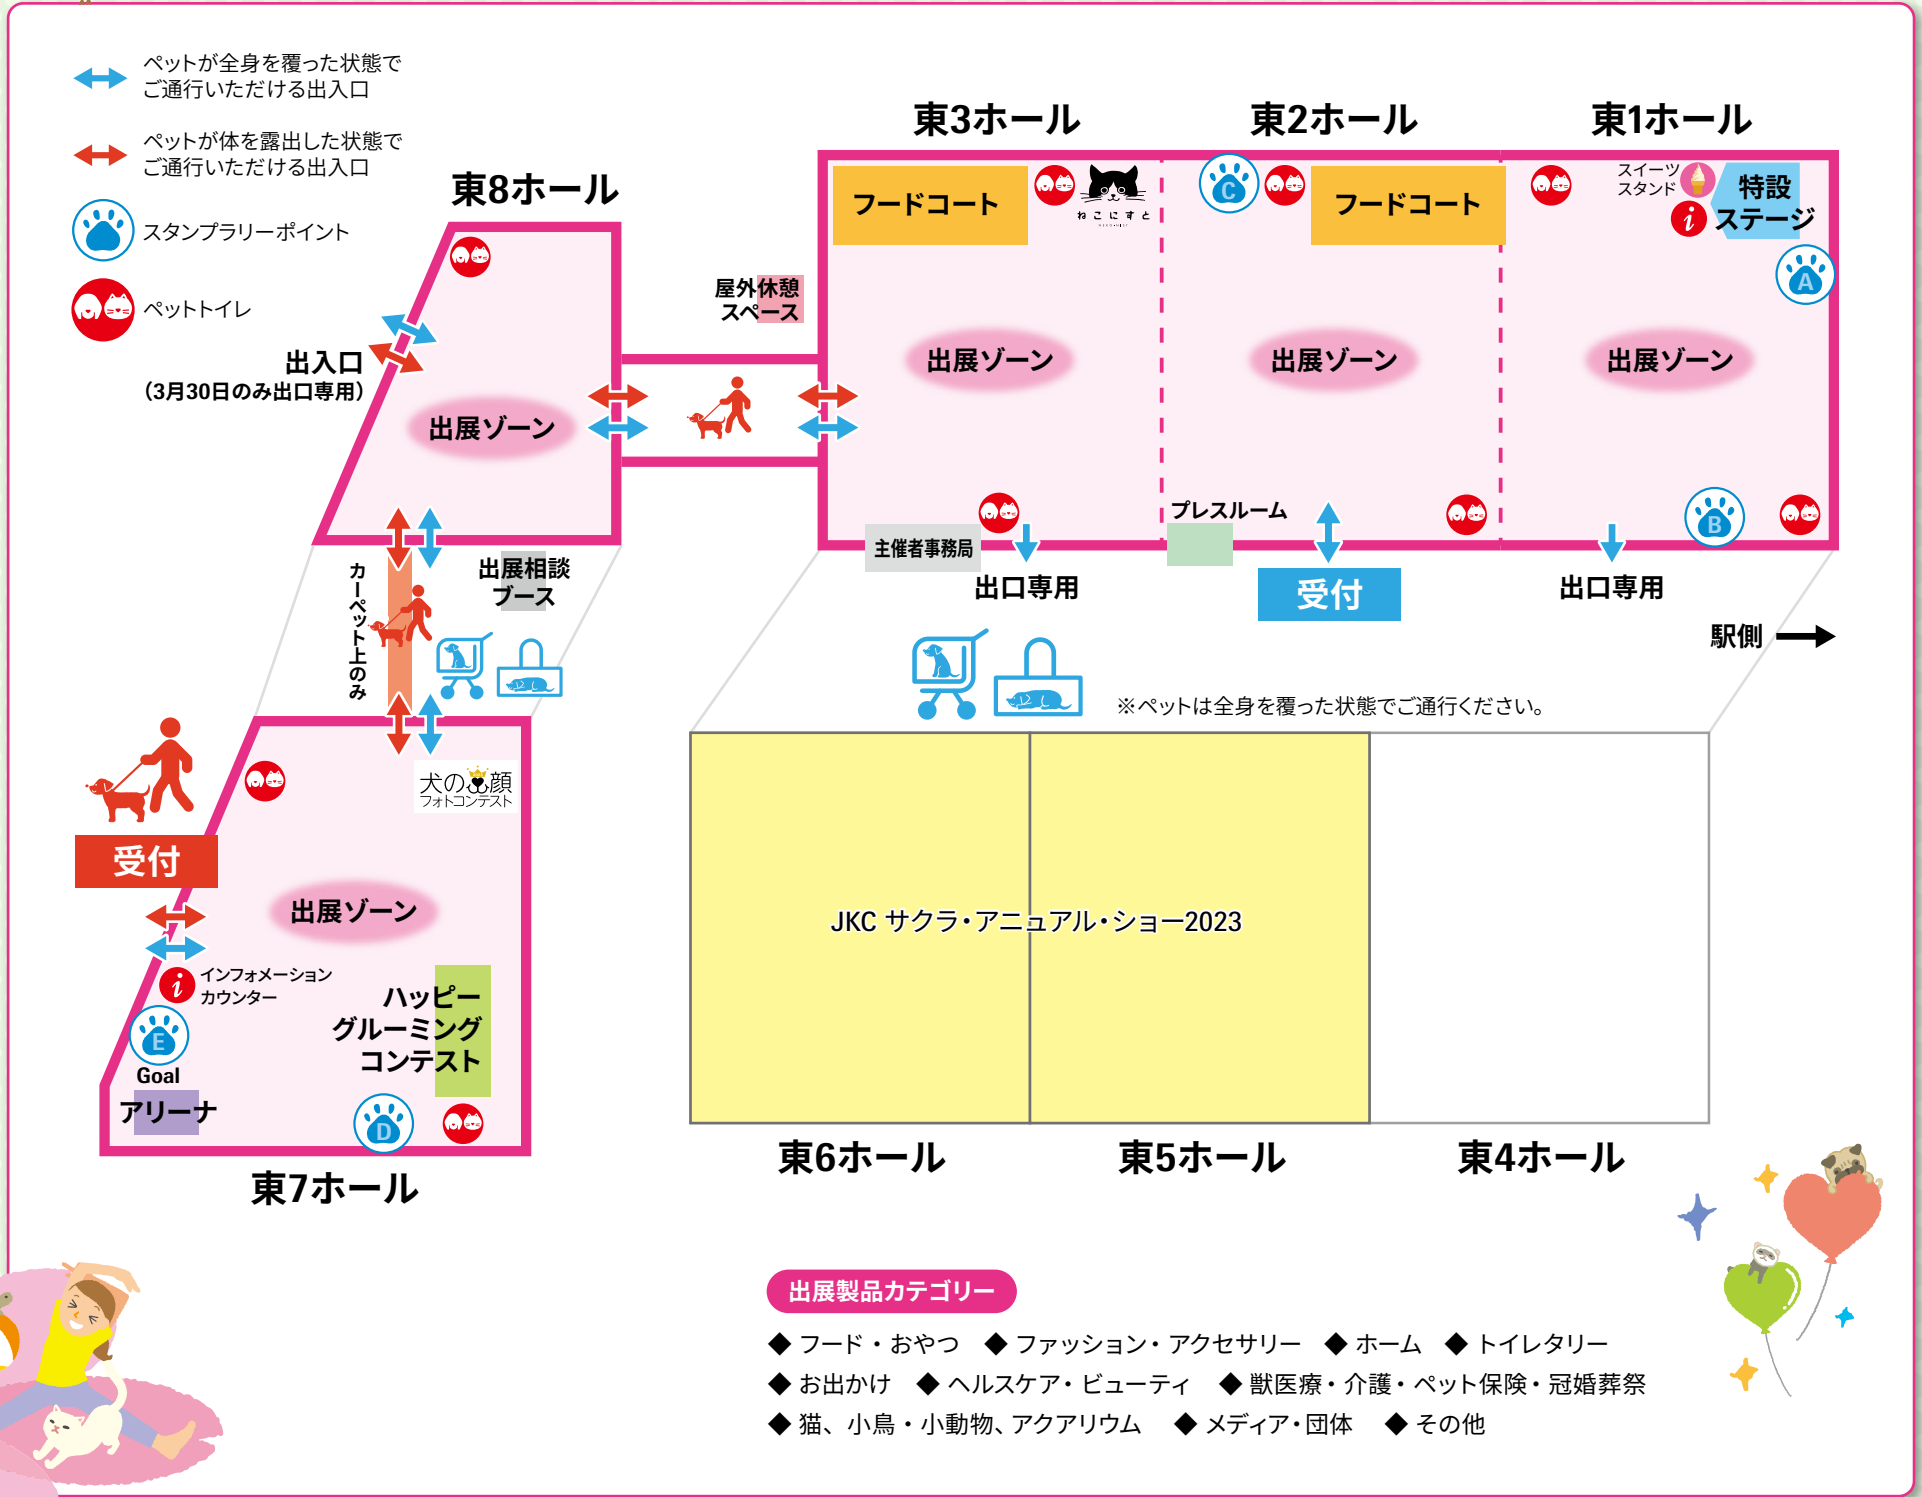 ペットが全身を覆った状態で
ご通行いただける出入口
ペットが体を露出した状態で
ご通行いただける出入口
スタンプラリーポイント
ペットトイレ
東8ホール
東3ホール
東2ホール
東1ホール
フードコート
ねこにすと
C
フードコート
スイーツ
スタンド
i
特設
ステージ
A
屋外休憩
スペース
出入口
（3月30日のみ出口専用）
出展ゾーン
出展ゾーン
出展ゾーン
出展ゾーン
プレスルーム
B
主催者事務局
出口専用
受付
出口専用
駅側
カーペット上のみ
出展相談
ブース
※ペットは全身を覆った状態でご通行ください。
犬の顔
フォトコンテスト
受付
出展ゾーン
i
インフォメーション
カウンター
E
Goal
アリーナ
ハッピー
グルーミング
コンテスト
D
東7ホール
JKC サクラ・アニュアル・ショー2023
東6ホール
東5ホール
東4ホール
出展製品カテゴリー
◆ フード・おやつ ◆ ファッション・アクセサリー ◆ ホーム ◆ トイレタリー
◆ お出かけ ◆ ヘルスケア・ビューティ ◆ 獣医療・介護・ペット保険・冠婚葬祭
◆ 猫、小鳥・小動物、アクアリウム ◆ メディア・団体 ◆ その他